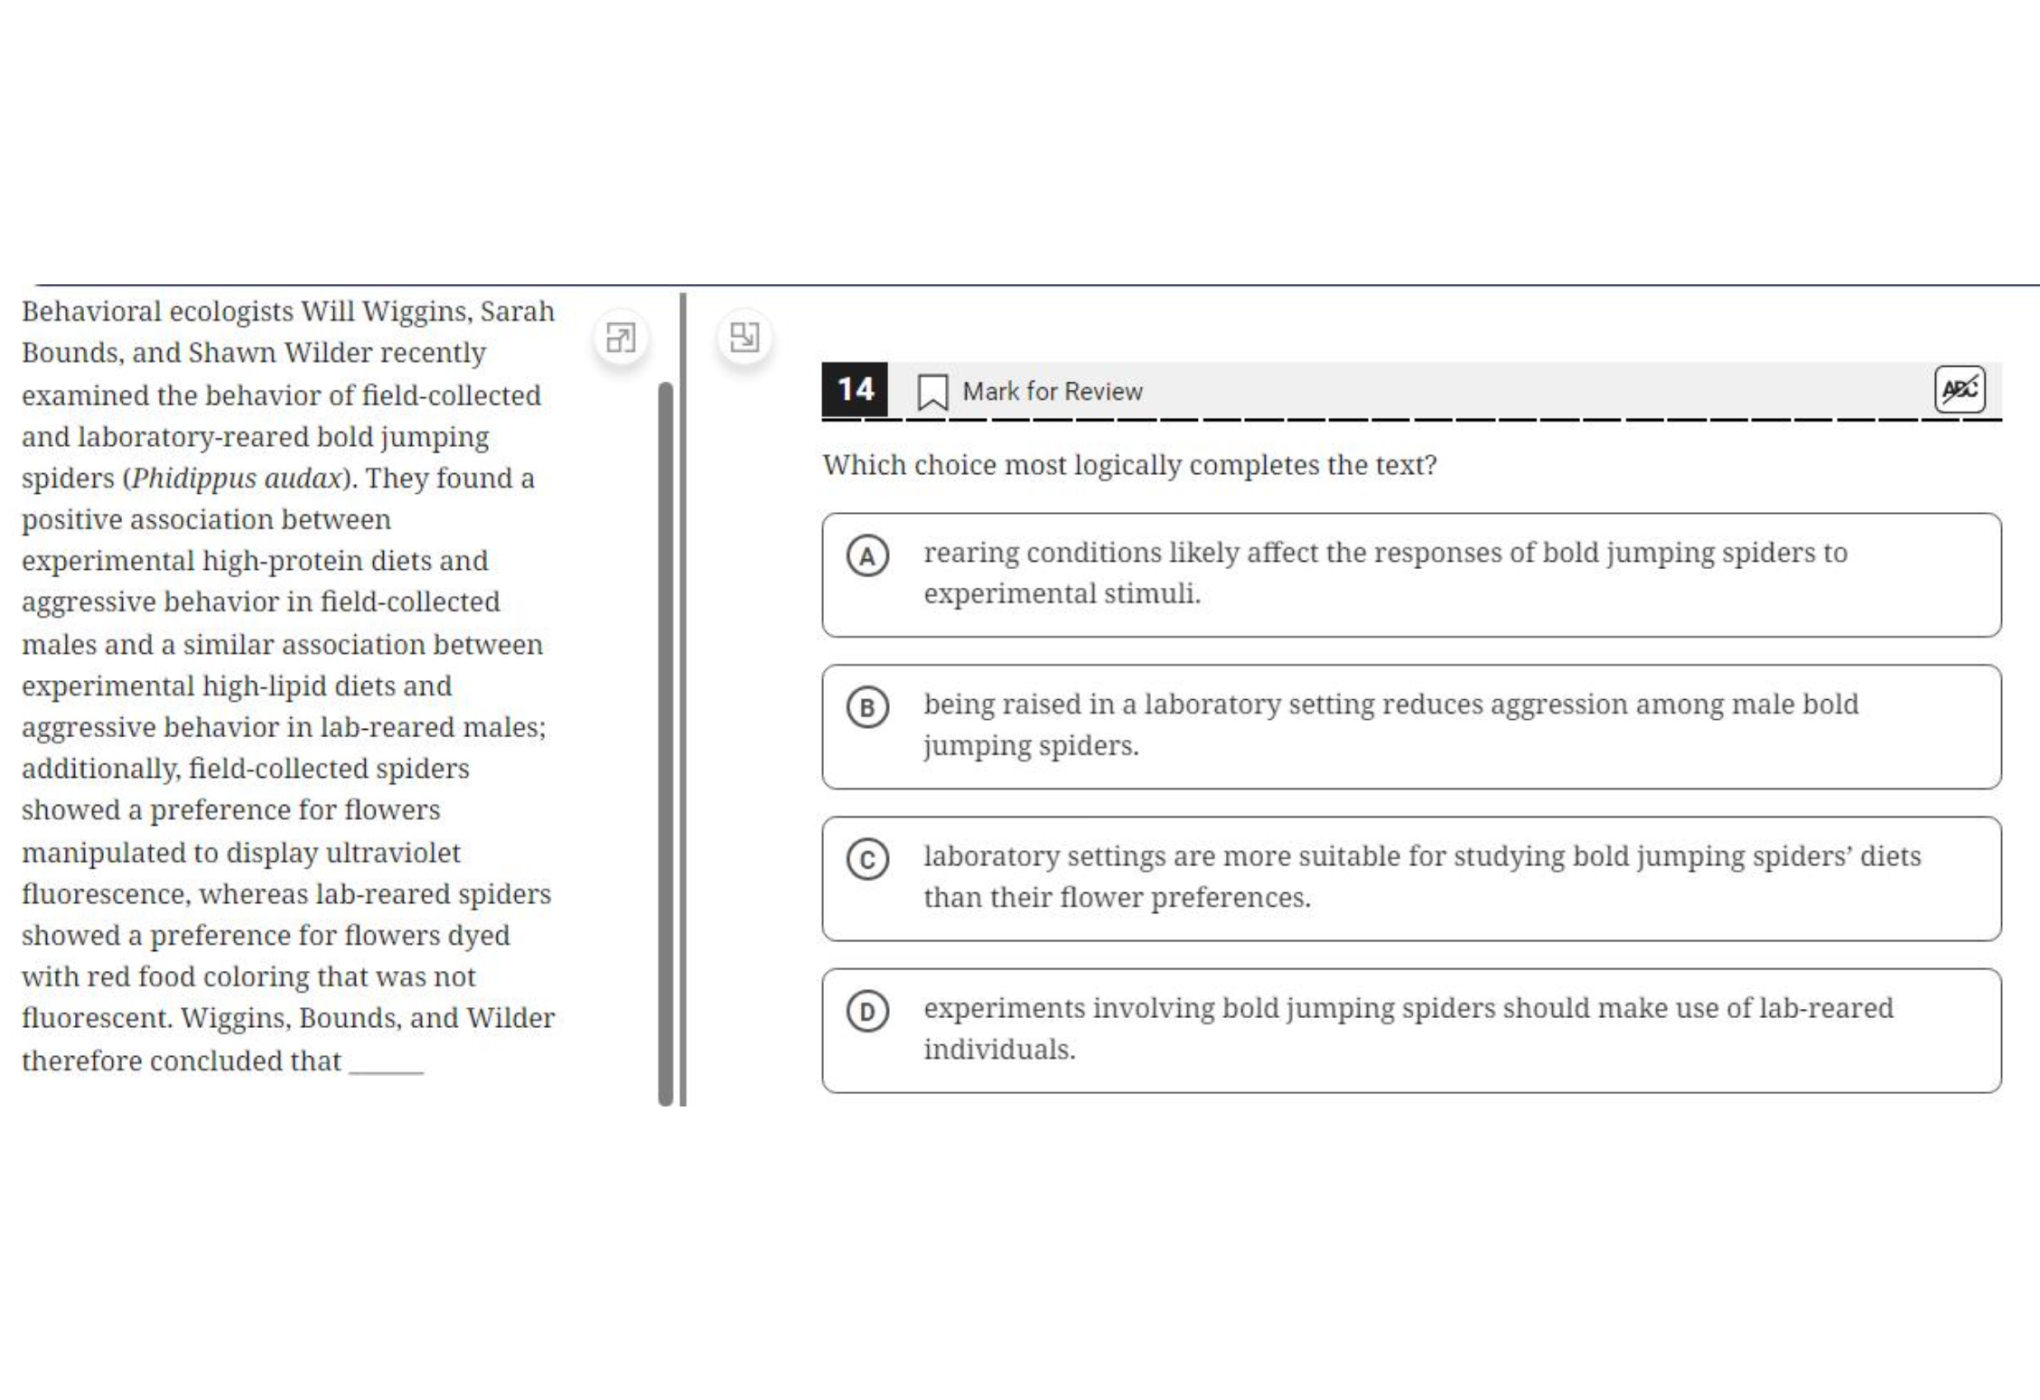 Behavioral ecologists Will Wiggins, Sarah
Bounds, and Shawn Wilder recently
examined the behavior of field-collected
and laboratory-reared bold jumping
spiders (Phidippus audax). They found a
positive association between
experimental high-protein diets and
aggressive behavior in field-collected
males and a similar association between
experimental high-lipid diets and
aggressive behavior in lab-reared males;
additionally, field-collected spiders
showed a preference for flowers
manipulated to display ultraviolet
fluorescence, whereas lab-reared spiders
showed a preference for flowers dyed
with red food coloring that was not
fluorescent. Wiggins, Bounds, and Wilder
therefore concluded that ______
14 Mark for Review ABC
Which choice most logically completes the text?
A rearing conditions likely affect the responses of bold jumping spiders to
experimental stimuli.
B being raised in a laboratory setting reduces aggression among male bold
jumping spiders.
C laboratory settings are more suitable for studying bold jumping spiders’ diets
than their flower preferences.
D experiments involving bold jumping spiders should make use of lab-reared
individuals.